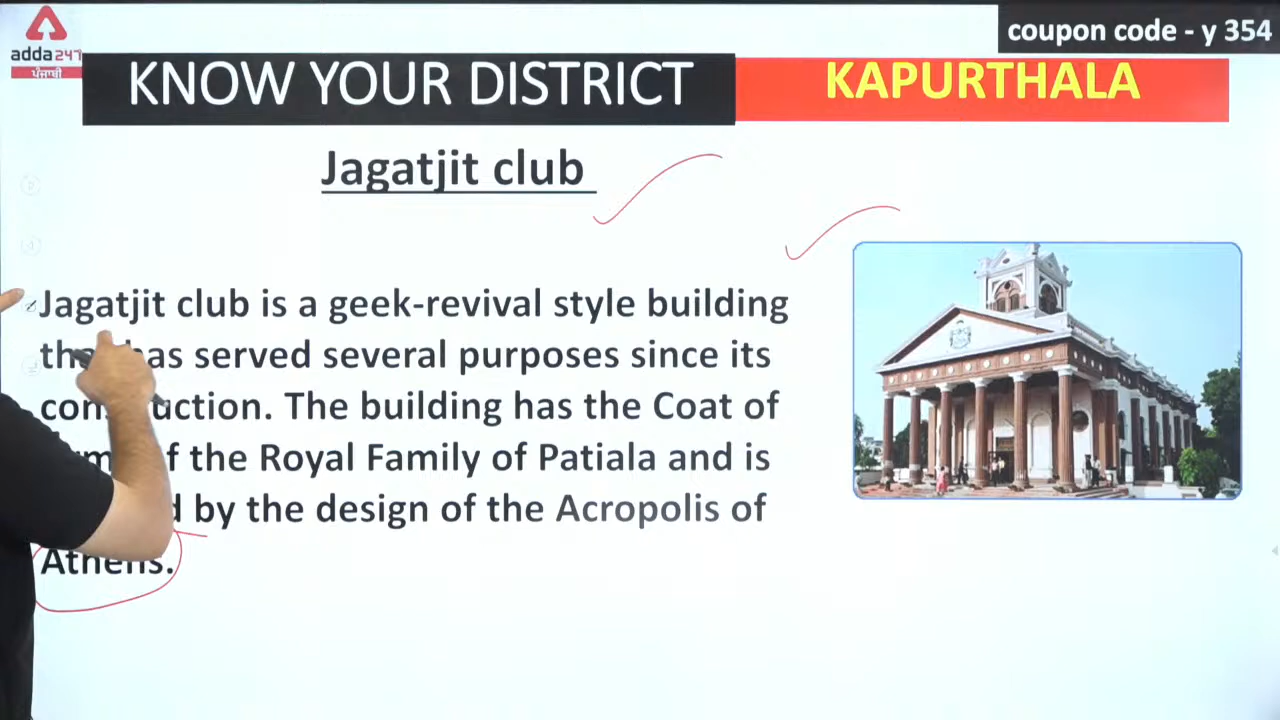 coupon code - y 354
adda247
ਪੰਜਾਬੀ
KNOW YOUR DISTRICT
KAPURTHALA
Jagatjit club
Jagatjit club is a geek-revival style building
has served several purposes since its
The building has the Coat of
the Royal Family of Patiala and is
by the design of the Acropolis of
Athens.